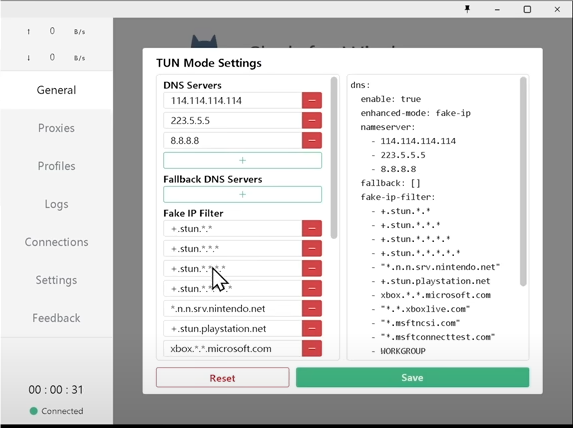 ↑ 0 B/s
↓ 0 B/s
General
Proxies
Profiles
Logs
Connections
Settings
Feedback
00 : 00 : 31
Connected
TUN Mode Settings
DNS Servers
114.114.114.114
223.5.5.5
8.8.8.8
+
Fallback DNS Servers
+
Fake IP Filter
+.stun.*.*
+.stun.*.*.*
+.stun.*.*.*.*
*.n.n.srv.nintendo.net
+.stun.playstation.net
xbox.*.*.microsoft.com
Reset
dns:
enable: true
enhanced-mode: fake-ip
nameserver:
- 114.114.114.114
- 223.5.5.5
- 8.8.8.8
fallback: []
fake-ip-filter:
- +.stun.*.*
- +.stun.*.*.*
- +.stun.*.*.*.*
- +.stun.*.*.*.*.*
- "*.n.n.srv.nintendo.net"
- +.stun.playstation.net
- xbox.*.*.microsoft.com
- "*.*.xboxlive.com"
- "*.msftncsi.com"
- "*.msftconnecttest.com"
- WORKGROUP
Save